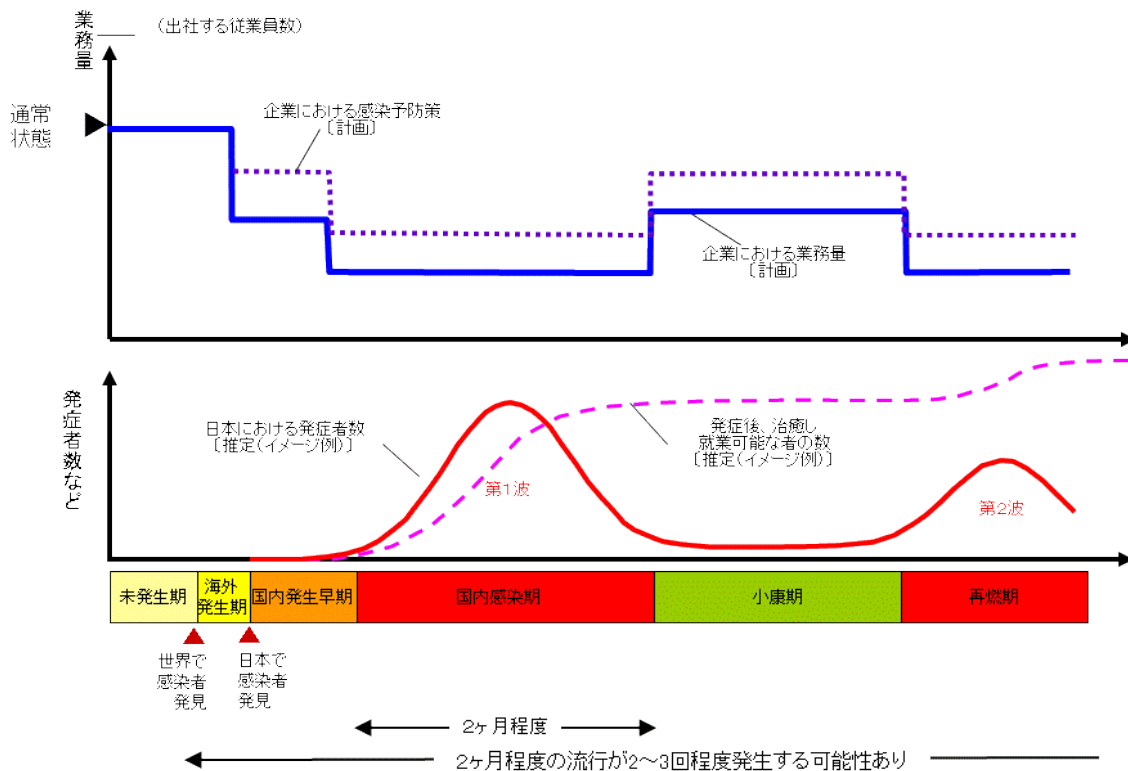 業務量
（出社する従業員数）
通常
状態
企業における感染予防策
〔計画〕
企業における業務量
〔計画〕
発症者数など
日本における発症者数
〔推定（イメージ例）〕
発症後、治癒し
就業可能な者の数
〔推定（イメージ例）〕
第1波
第2波
未発生期
海外
発生期
国内発生早期
国内感染期
小康期
再燃期
世界で
感染者
発見
日本で
感染者
発見
2ヶ月程度
2ヶ月程度の流行が2～3回程度発生する可能性あり